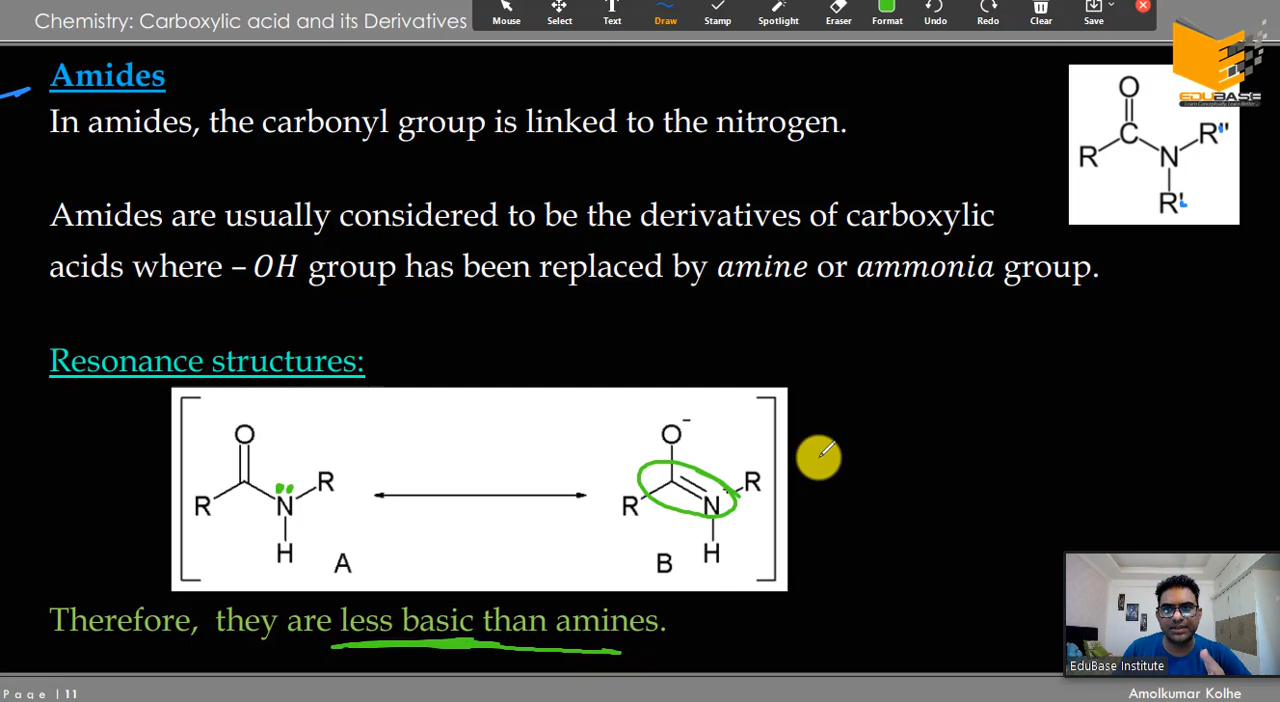 Chemistry: Carboxylic acid and its Derivatives
Mouse Select Text Draw Stamp Spotlight Eraser Format Undo Redo Clear Save
EDUBASE
Amides
In amides, the carbonyl group is linked to the nitrogen.
O
C
R
N
R''
R'
Amides are usually considered to be the derivatives of carboxylic
acids where – OH group has been replaced by amine or ammonia group.
Resonance structures:
O O⁻
R N R R N⁺ R
H A B H
Therefore, they are less basic than amines.
EduBase Institute
Page | 11
Amolkumar Kolhe